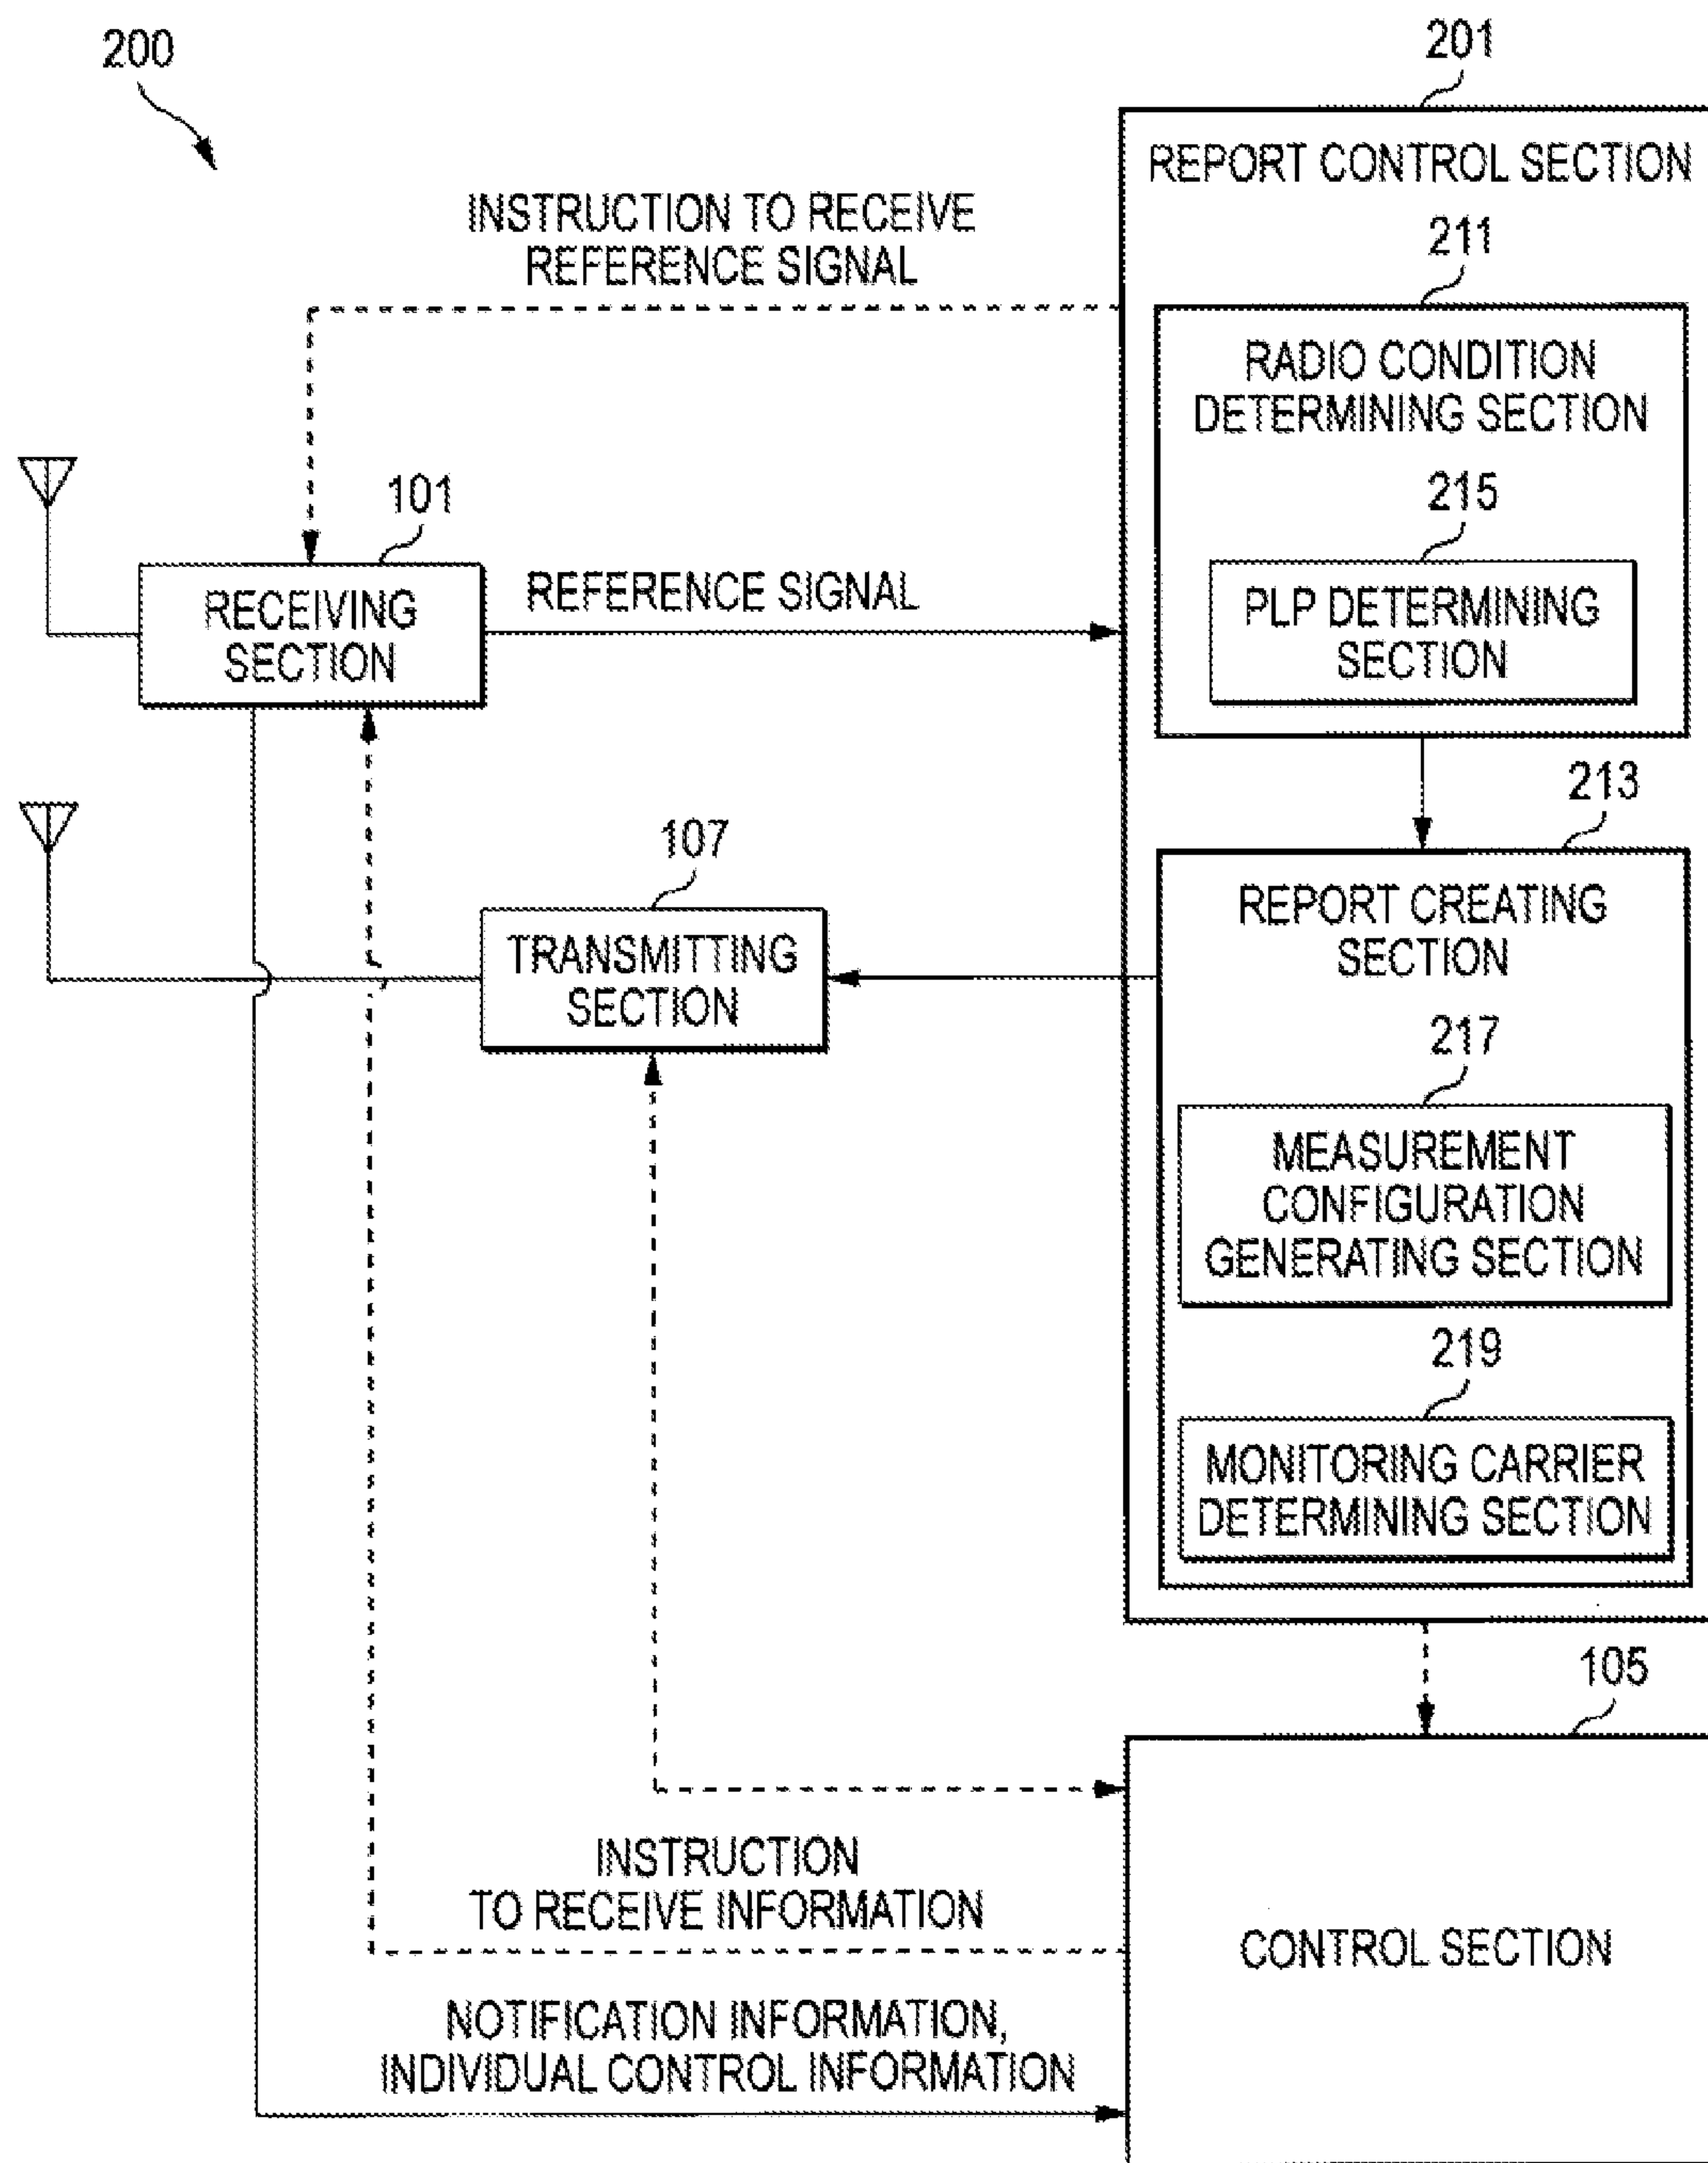 200
201
REPORT CONTROL SECTION
INSTRUCTION TO RECEIVE
REFERENCE SIGNAL
211
RADIO CONDITION
DETERMINING SECTION
215
PLP DETERMINING
SECTION
101
RECEIVING
SECTION
REFERENCE SIGNAL
213
REPORT CREATING
SECTION
107
TRANSMITTING
SECTION
217
MEASUREMENT
CONFIGURATION
GENERATING SECTION
219
MONITORING CARRIER
DETERMINING SECTION
105
CONTROL SECTION
INSTRUCTION
TO RECEIVE INFORMATION
NOTIFICATION INFORMATION,
INDIVIDUAL CONTROL INFORMATION